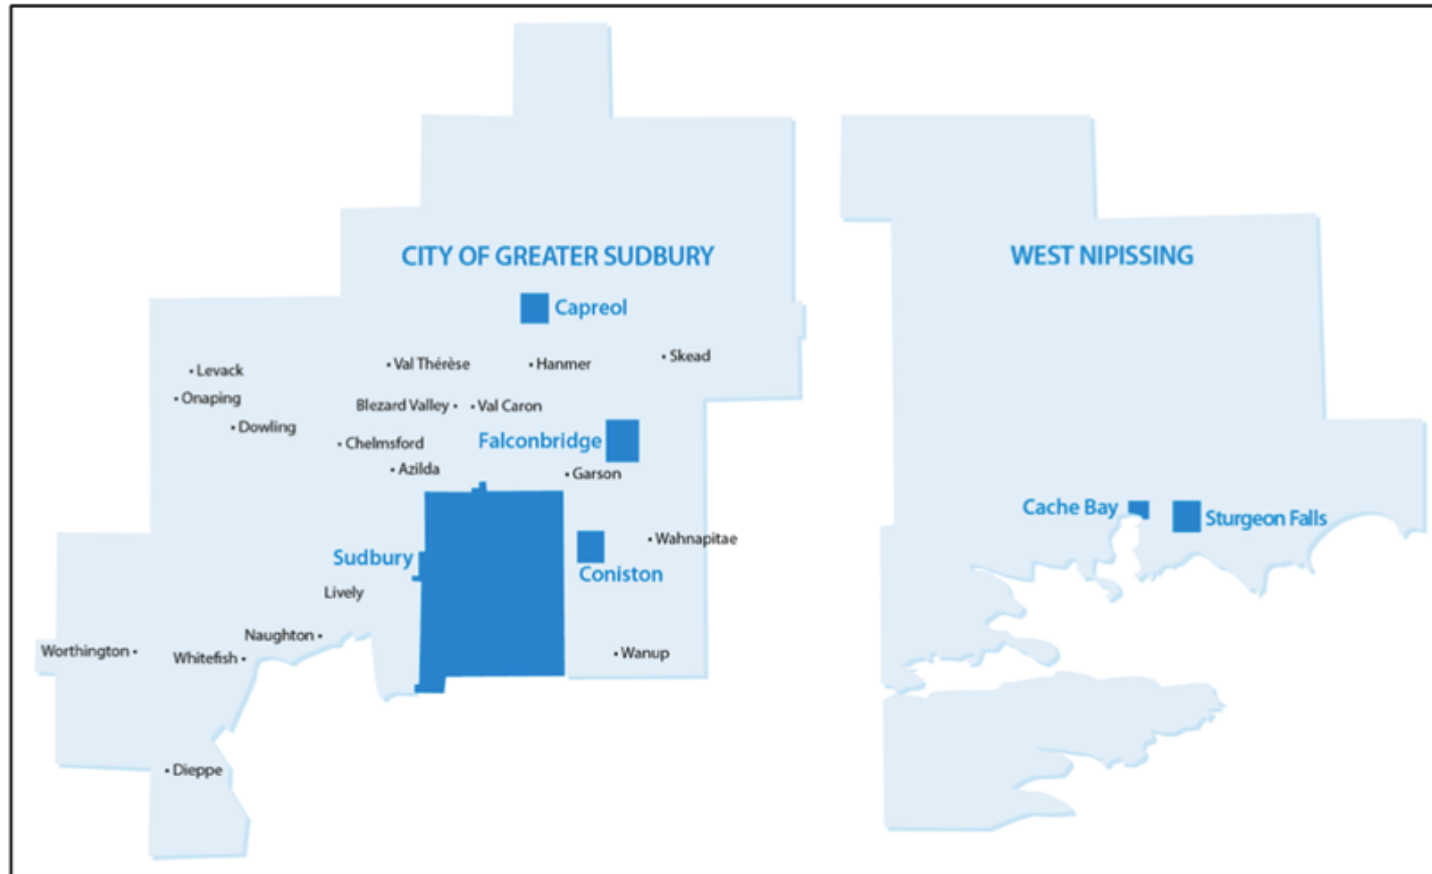 CITY OF GREATER SUDBURY
WEST NIPISSING
Capreol
• Skead
• Val Thérèse
• Hanmer
• Levack
• Onaping
Blezard Valley •
• Val Caron
• Dowling
• Chelmsford
Falconbridge
• Azilda
• Garson
Cache Bay
Sturgeon Falls
• Wahnapitae
Sudbury
Coniston
Lively
Naughton •
Worthington •
Whitefish •
• Wanup
• Dieppe